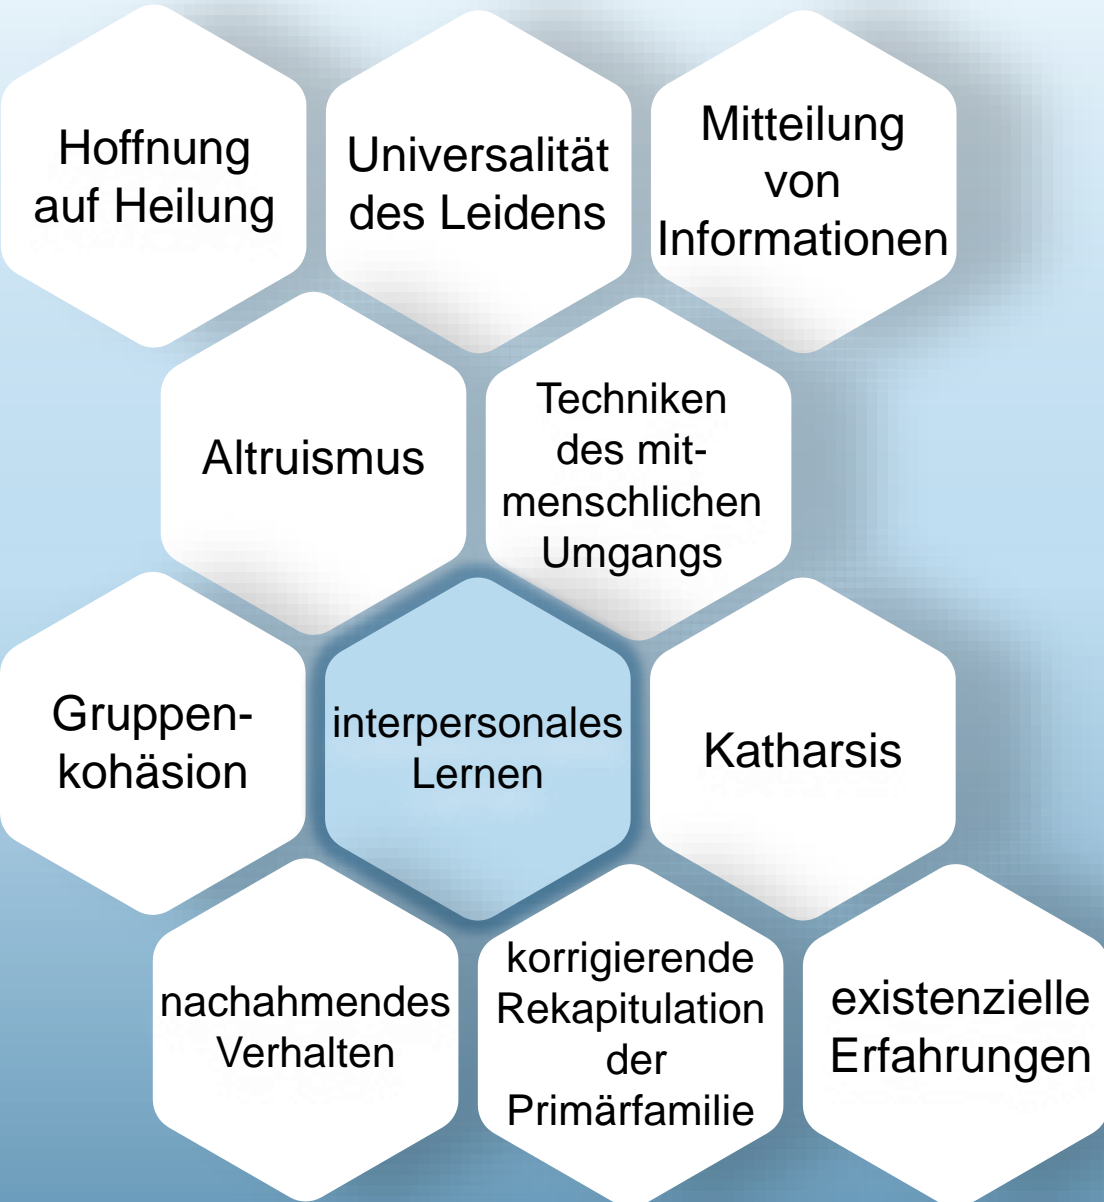 Hoffnung
auf Heilung
Universalität
des Leidens
Mitteilung
von
Informationen
Altruismus
Techniken
des mit-
menschlichen
Umgangs
Gruppen-
kohäsion
interpersonales
Lernen
Katharsis
nachahmendes
Verhalten
korrigierende
Rekapitulation
der
Primärfamilie
existenzielle
Erfahrungen